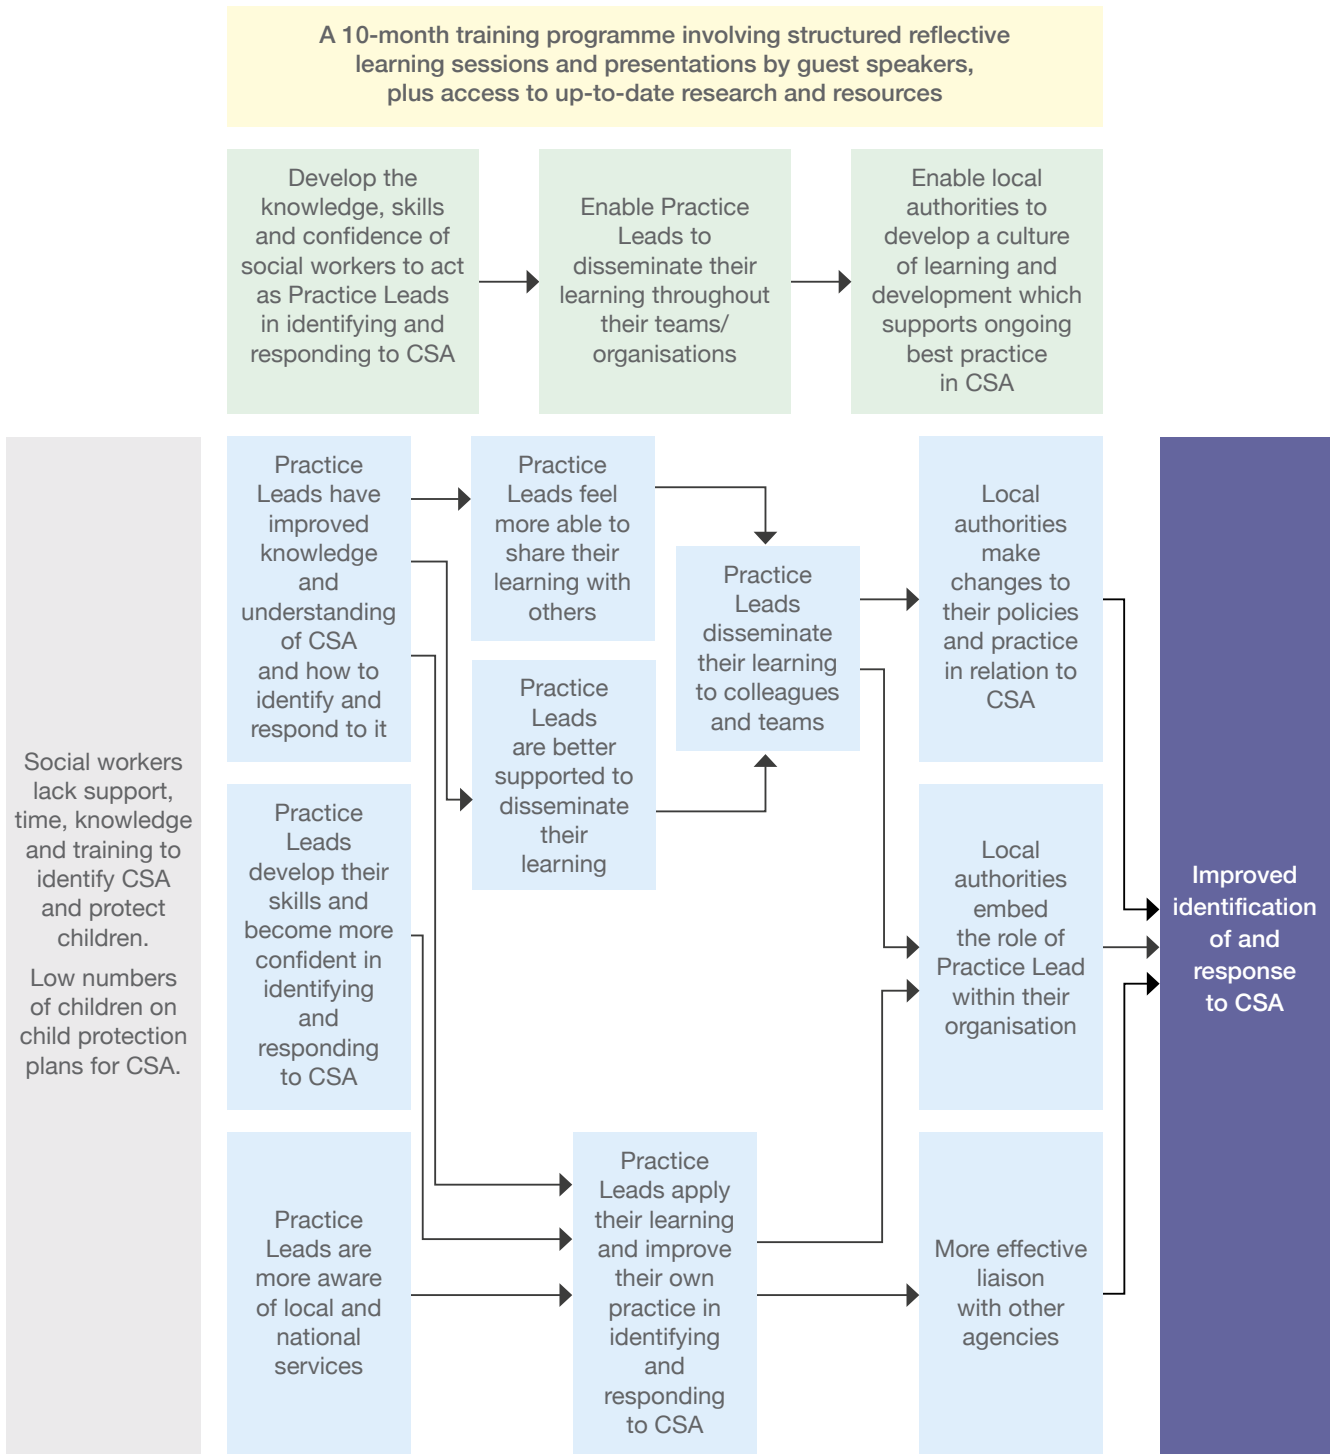 A 10-month training programme involving structured reflective
learning sessions and presentations by guest speakers,
plus access to up-to-date research and resources
Develop the
knowledge, skills
and confidence of
social workers to act
as Practice Leads
in identifying and
responding to CSA
Enable Practice
Leads to
disseminate their
learning throughout
their teams/
organisations
Enable local
authorities to
develop a culture
of learning and
development which
supports ongoing
best practice
in CSA
Social workers
lack support,
time, knowledge
and training to
identify CSA
and protect
children.
Low numbers
of children on
child protection
plans for CSA.
Practice
Leads have
improved
knowledge
and
understanding
of CSA
and how to
identify and
respond to it
Practice
Leads develop their
skills and
become more
confident in
identifying
and
responding
to CSA
Practice
Leads are
more aware
of local and
national
services
Practice
Leads feel
more able to
share their
learning with
others
Practice
Leads
are better
supported to
disseminate
their
learning
Practice
Leads
disseminate
their learning
to colleagues
and teams
Practice
Leads apply
their learning
and improve
their own
practice in
identifying
and
responding
to CSA
Local
authorities
make
changes to
their policies
and practice
in relation to
CSA
Local
authorities
embed
the role of
Practice Lead
within their
organisation
More effective
liaison
with other
agencies
Improved
identification
of and
response
to CSA